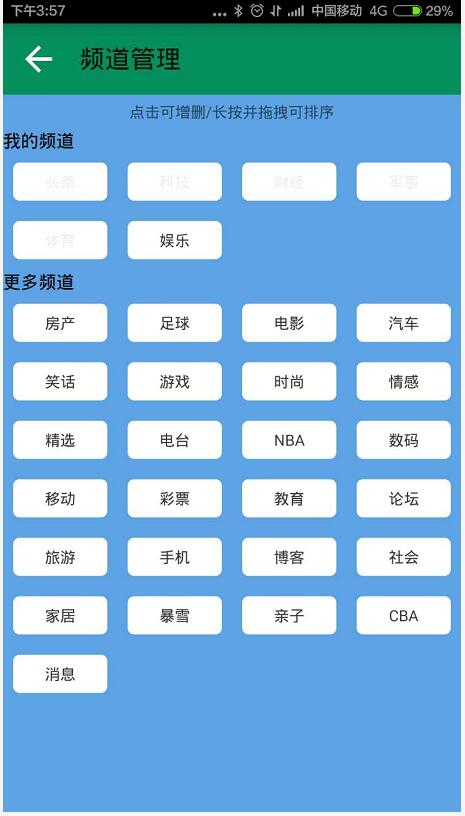 下午3:57 ... 中国移动 4G 29%
频道管理
点击可增删/长按并拖拽可排序
我的频道
头条 科技 财经 军事
体育 娱乐
更多频道
房产 足球 电影 汽车
笑话 游戏 时尚 情感
精选 电台 NBA 数码
移动 彩票 教育 论坛
旅游 手机 博客 社会
家居 暴雪 亲子 CBA
消息